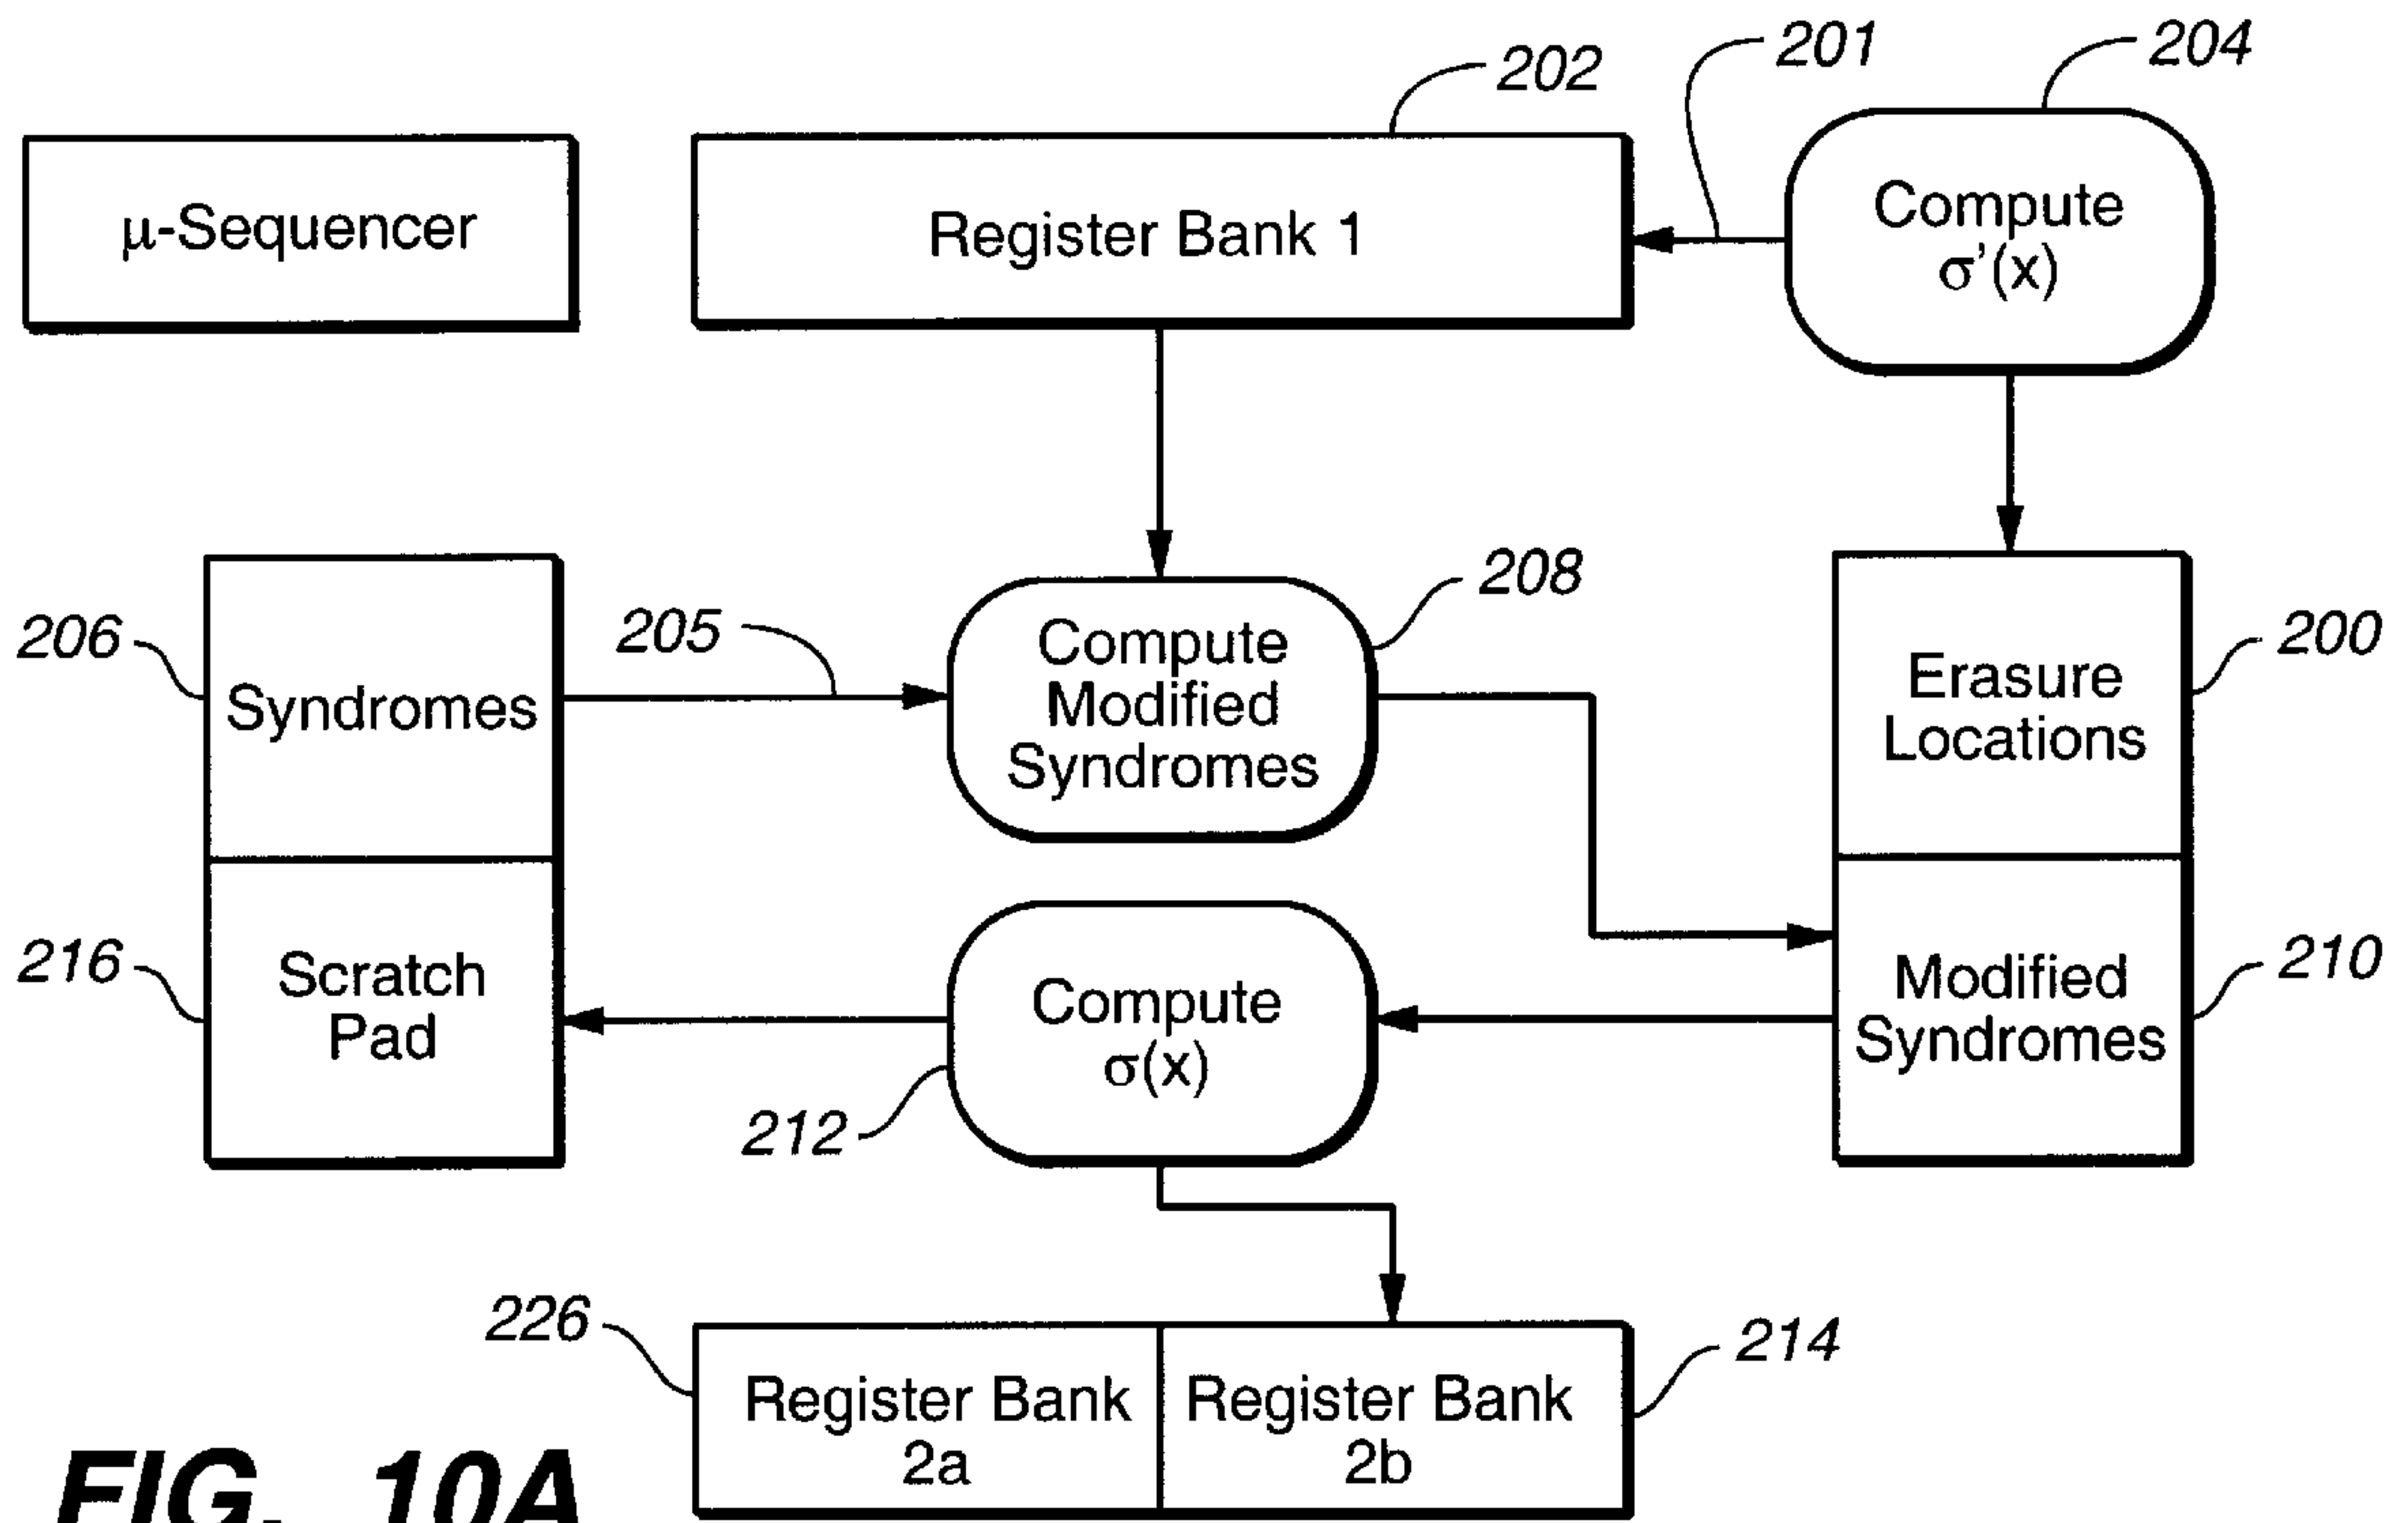 201
204
202
μ-Sequencer
Register Bank 1
Compute
σ’(x)
208
206
205
200
Syndromes
Compute
Modified
Syndromes
Erasure
Locations
216
Scratch
Pad
Compute
σ(x)
Modified
Syndromes
210
212
226
214
Register Bank
2a
Register Bank
2b
FIG. 10A